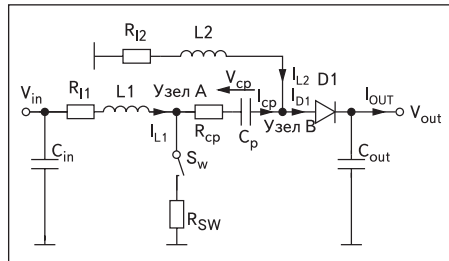 R_l2
L2
V_in
R_l1
L1
Узел A
V_cp
I_L2
D1
I_cp
I_D1
I_OUT
V_out
I_L1
R_cp
C_p
Узел B
C_in
S_w
C_out
R_SW